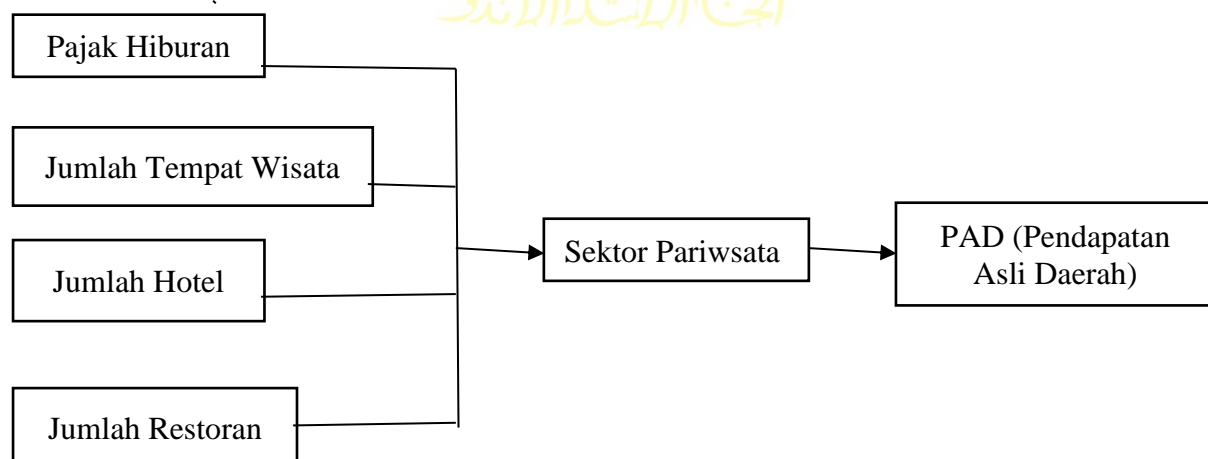 Pajak Hiburan
Jumlah Tempat Wisata
Jumlah Hotel
Jumlah Restoran
Sektor Pariwsata
PAD (Pendapatan
Asli Daerah)